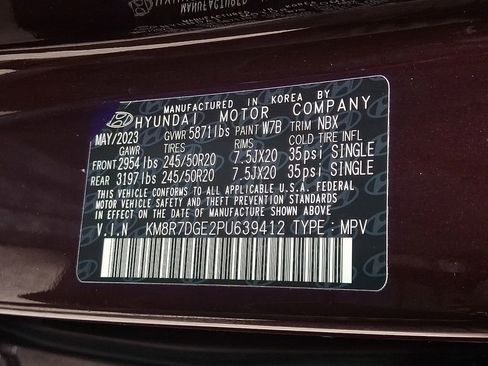 MANUFACTURED IN KOREA BY
HYUNDAI MOTOR COMPANY
MAY/2023 GVWR 5871 lbs PAINT W7B TRIM NBX
GAWR TIRES RIMS COLD TIRE INFL
FRONT 2954 lbs 245/50R20 7.5JX20 35psi SINGLE
REAR 3197 lbs 245/50R20 7.5JX20 35psi SINGLE
THIS VEHICLE CONFORMS TO ALL APPLICABLE U.S.A. FEDERAL
MOTOR VEHICLE SAFETY AND THEFT PREVENTION STANDARDS
IN EFFECT ON THE DATE OF MANUFACTURE SHOWN ABOVE.
V.I.N KM8R7DGE2PU639412 TYPE : MPV